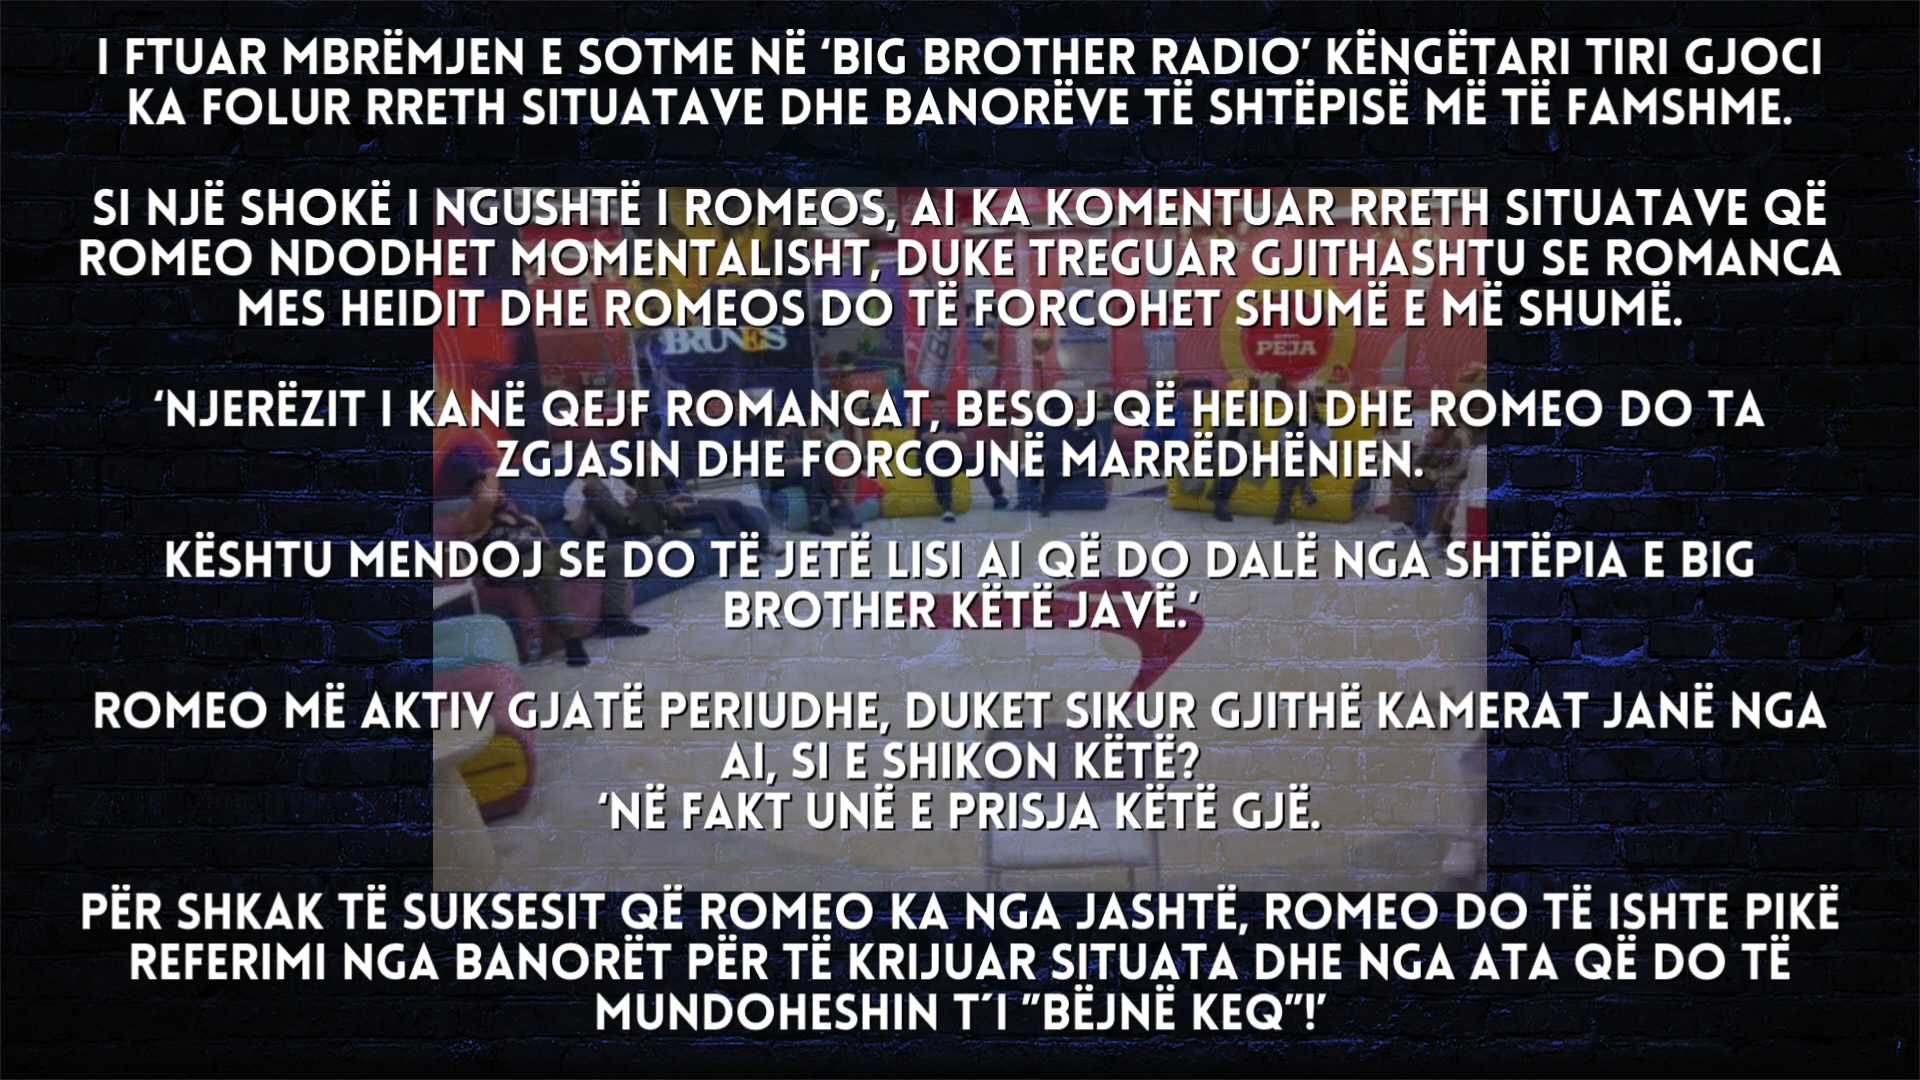 I FTUAR MBRËMJEN E SOTME NË ‘BIG BROTHER RADIO’ KËNGËTARI TIRI GJOCI
KA FOLUR RRETH SITUATAVE DHE BANORËVE TË SHTËPISË MË TË FAMSHME.
SI NJË SHOKË I NGUSHTË I ROMEOS, AI KA KOMENTUAR RRETH SITUATAVE QË
ROMEO NDODHET MOMENTALISHT, DUKE TREGUAR GJITHASHTU SE ROMANCA
MES HEIDIT DHE ROMEOS DO TË FORCOHET SHUMË E MË SHUMË.
BRUNES
PEJA
‘NJERËZIT I KANË QEJF ROMANCAT, BESOJ QË HEIDI DHE ROMEO DO TA
ZGJASIN DHE FORCOJNË MARRËDHËNIEN.
KËSHTU MENDOJ SE DO TË JETË LISI AI QË DO DALË NGA SHTËPIA E BIG
BROTHER KËTË JAVË.’
ROMEO MË AKTIV GJATË PERIUDHE, DUKET SIKUR GJITHË KAMERAT JANË NGA
AI, SI E SHIKON KËTË?
‘NË FAKT UNË E PRISJA KËTË GJË.
PËR SHKAK TË SUKSESIT QË ROMEO KA NGA JASHTË, ROMEO DO TË ISHTE PIKË
REFERIMI NGA BANORËT PËR TË KRIJUAR SITUATA DHE NGA ATA QË DO TË
MUNDOHESHIN T´I ”BËJNË KEQ”!’